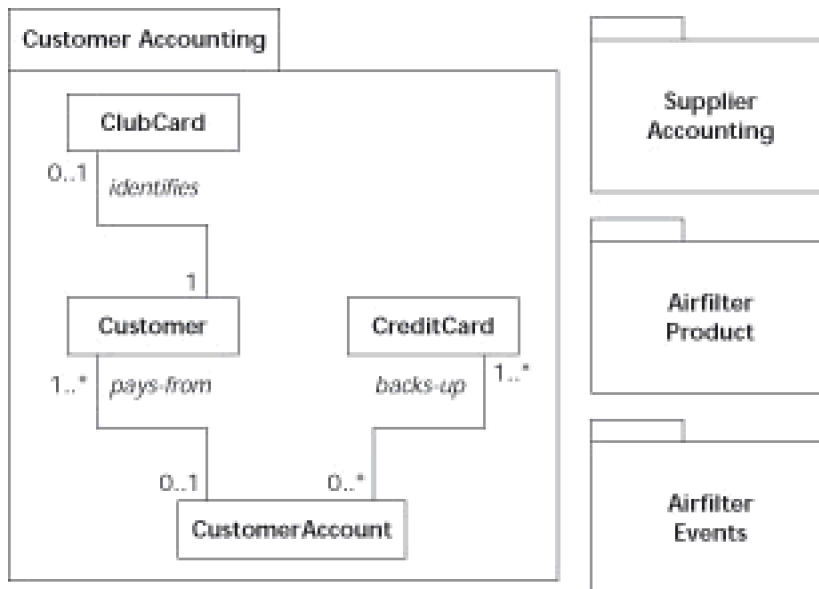 Customer Accounting
ClubCard
0..1
identifies
1
Customer
CreditCard
1..*
pays-from
backs-up
1..*
0..1
0..*
CustomerAccount
Supplier
Accounting
Airfilter
Product
Airfilter
Events